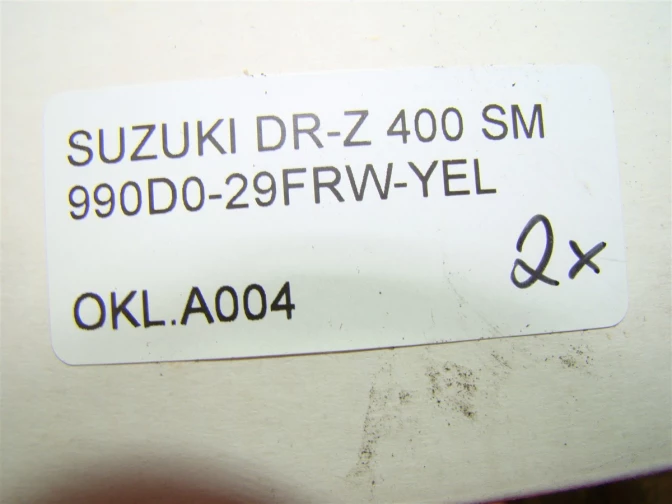 SUZUKI DR-Z 400 SM
990D0-29FRW-YEL
2x
OKL.A004